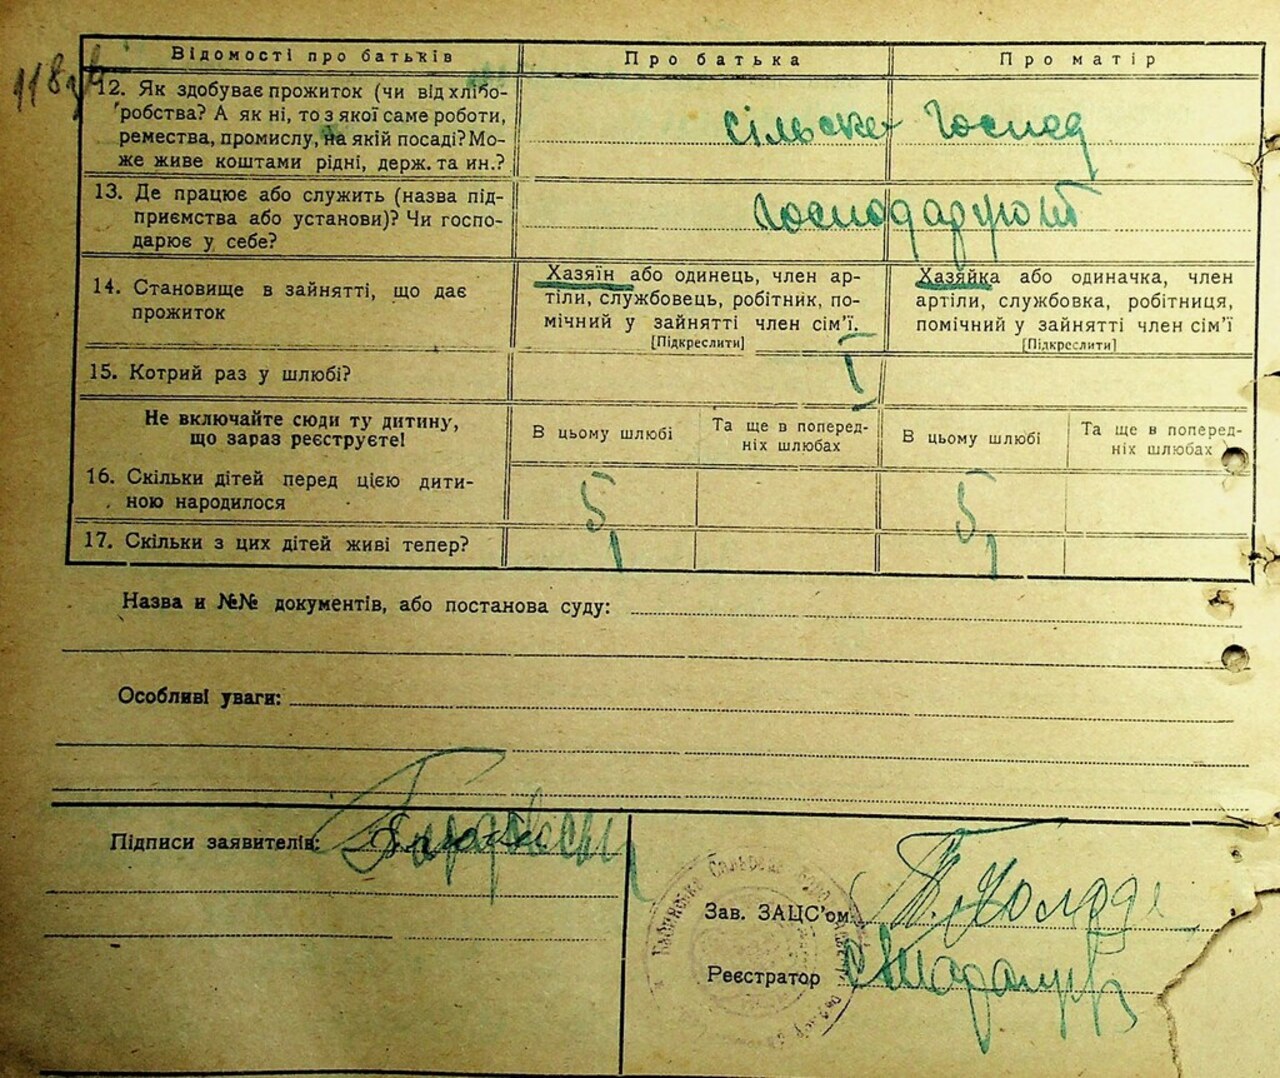 118
Відомості про батьків
Про батька
Про матір
12. Як здобуває прожиток (чи від хлібо-
робства? А як ні, то з якої саме роботи,
ремества, промислу, на якій посаді? Мо-
же живе коштами рідні, держ. та ин.?
сільське господ
13. Де працює або служить (назва під-
приємства або установи)? Чи госпо-
дарює у себе?
господарують
14. Становище в зайнятті, що дає
прожиток
Хазяїн або одинець, член ар-
тіли, службовець, робітник, по-
мічний у зайнятті член сім'ї.
[Підкреслити]
Хазяйка або одиначка, член
артіли, службовка, робітниця,
помічний у зайнятті член сім'ї
[Підкреслити]
15. Котрий раз у шлюбі?
I
Не включайте сюди ту дитину,
що зараз реєструєте!
В цьому шлюбі
Та ще в поперед-
ніх шлюбах
В цьому шлюбі
Та ще в поперед-
ніх шлюбах
16. Скільки дітей перед цією дити-
ною народилося
5
5
17. Скільки з цих дітей живі тепер?
1
1
Назва и №№ документів, або постанова суду:
Особливі уваги:
Підписи заявителів:
Зав. ЗАЦС'ом
Реєстратор